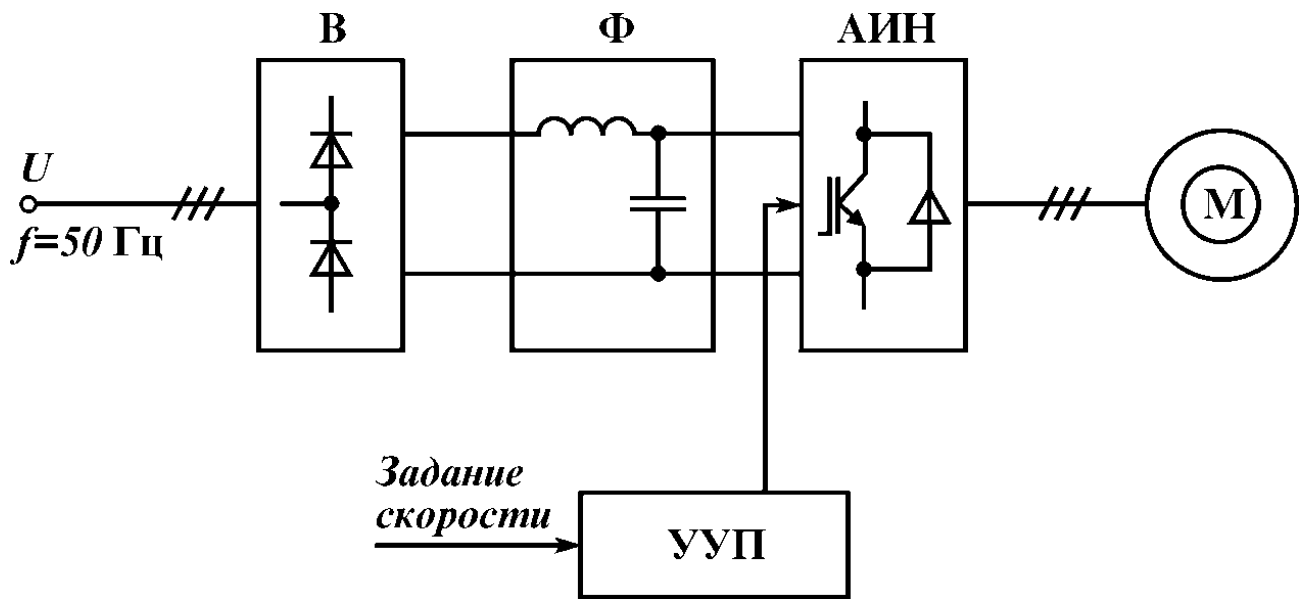 В
Ф
АИН
U
f=50 Гц
М
Задание
скорости
УУП